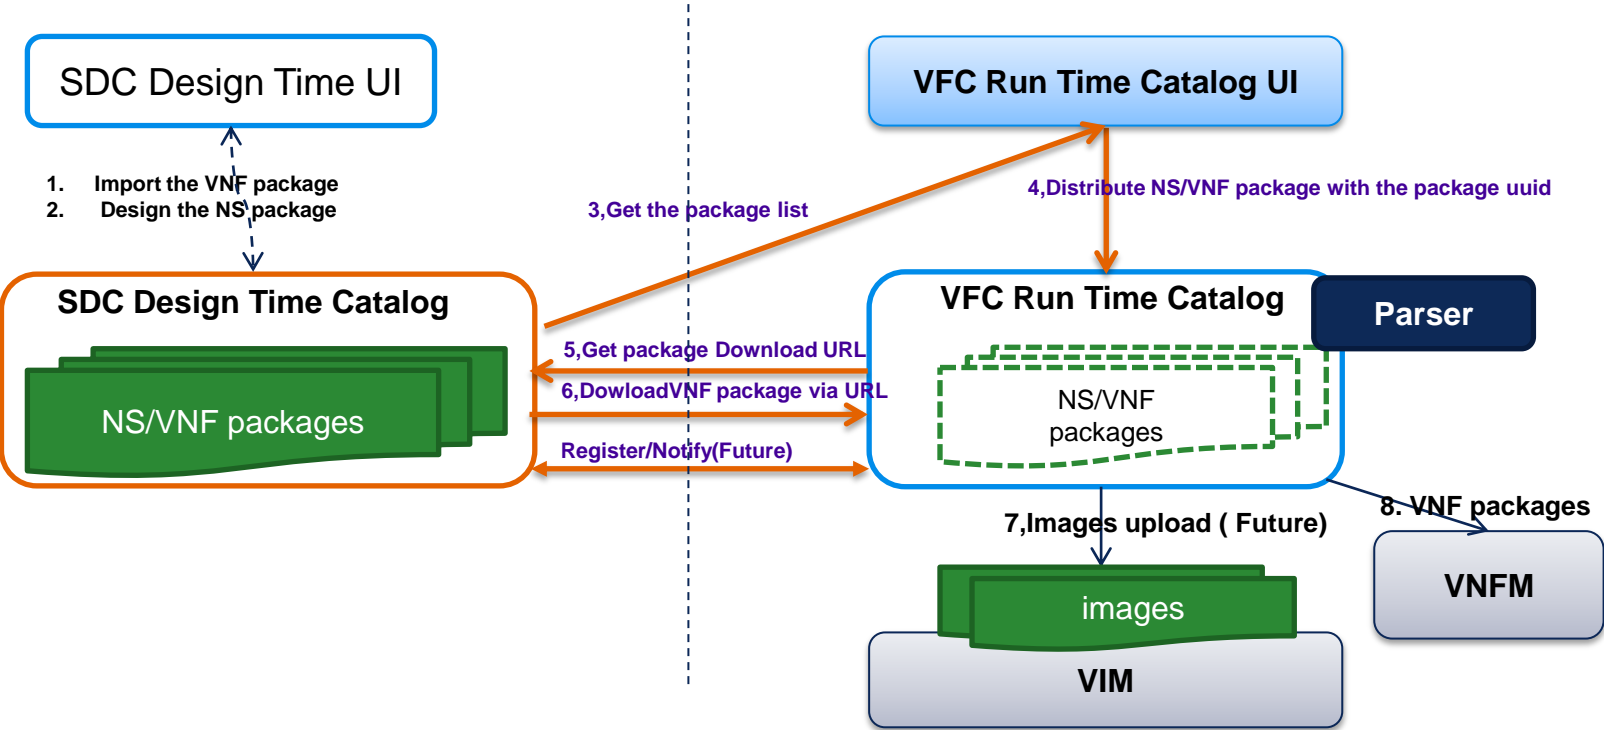 SDC Design Time UI
VFC Run Time Catalog UI
1. Import the VNF package
2. Design the NS package
3,Get the package list
4,Distribute NS/VNF package with the package uuid
SDC Design Time Catalog
VFC Run Time Catalog
Parser
5,Get package Download URL
6,DowloadVNF package via URL
NS/VNF packages
NS/VNF
packages
Register/Notify(Future)
7,Images upload ( Future)
8. VNF packages
images
VNFM
VIM